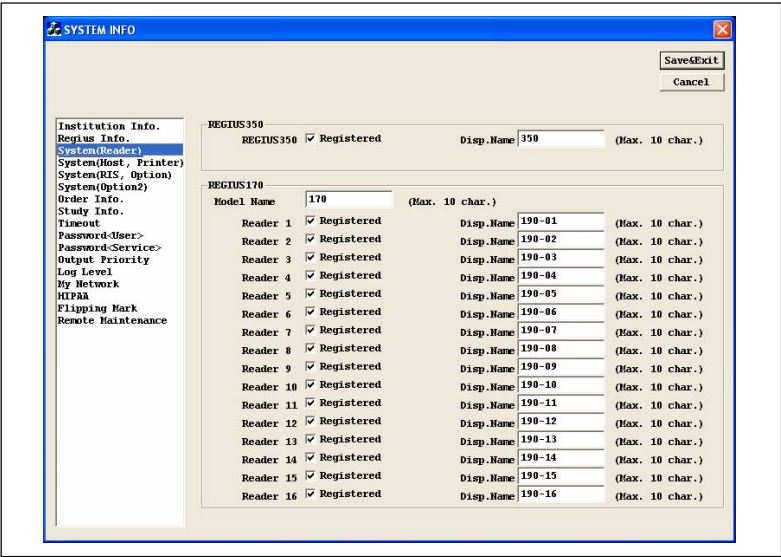 SYSTEM INFO
Save&Exit
Cancel
Institution Info.
Regius Info.
System(Reader)
System(Host, Printer)
System(RIS, Option)
System(Option2)
Order Info.
Study Info.
Timeout
Password<User>
Password<Service>
Output Priority
Log Level
My Network
HIPAA
Flipping Mark
Remote Maintenance
REGIUS350
REGIUS350 Registered Disp.Name 350 (Max. 10 char.)
REGIUS170
Model Name 170 (Max. 10 char.)
Reader 1 Registered Disp.Name 190-01 (Max. 10 char.)
Reader 2 Registered Disp.Name 190-02 (Max. 10 char.)
Reader 3 Registered Disp.Name 190-03 (Max. 10 char.)
Reader 4 Registered Disp.Name 190-04 (Max. 10 char.)
Reader 5 Registered Disp.Name 190-05 (Max. 10 char.)
Reader 6 Registered Disp.Name 190-06 (Max. 10 char.)
Reader 7 Registered Disp.Name 190-07 (Max. 10 char.)
Reader 8 Registered Disp.Name 190-08 (Max. 10 char.)
Reader 9 Registered Disp.Name 190-09 (Max. 10 char.)
Reader 10 Registered Disp.Name 190-10 (Max. 10 char.)
Reader 11 Registered Disp.Name 190-11 (Max. 10 char.)
Reader 12 Registered Disp.Name 190-12 (Max. 10 char.)
Reader 13 Registered Disp.Name 190-13 (Max. 10 char.)
Reader 14 Registered Disp.Name 190-14 (Max. 10 char.)
Reader 15 Registered Disp.Name 190-15 (Max. 10 char.)
Reader 16 Registered Disp.Name 190-16 (Max. 10 char.)